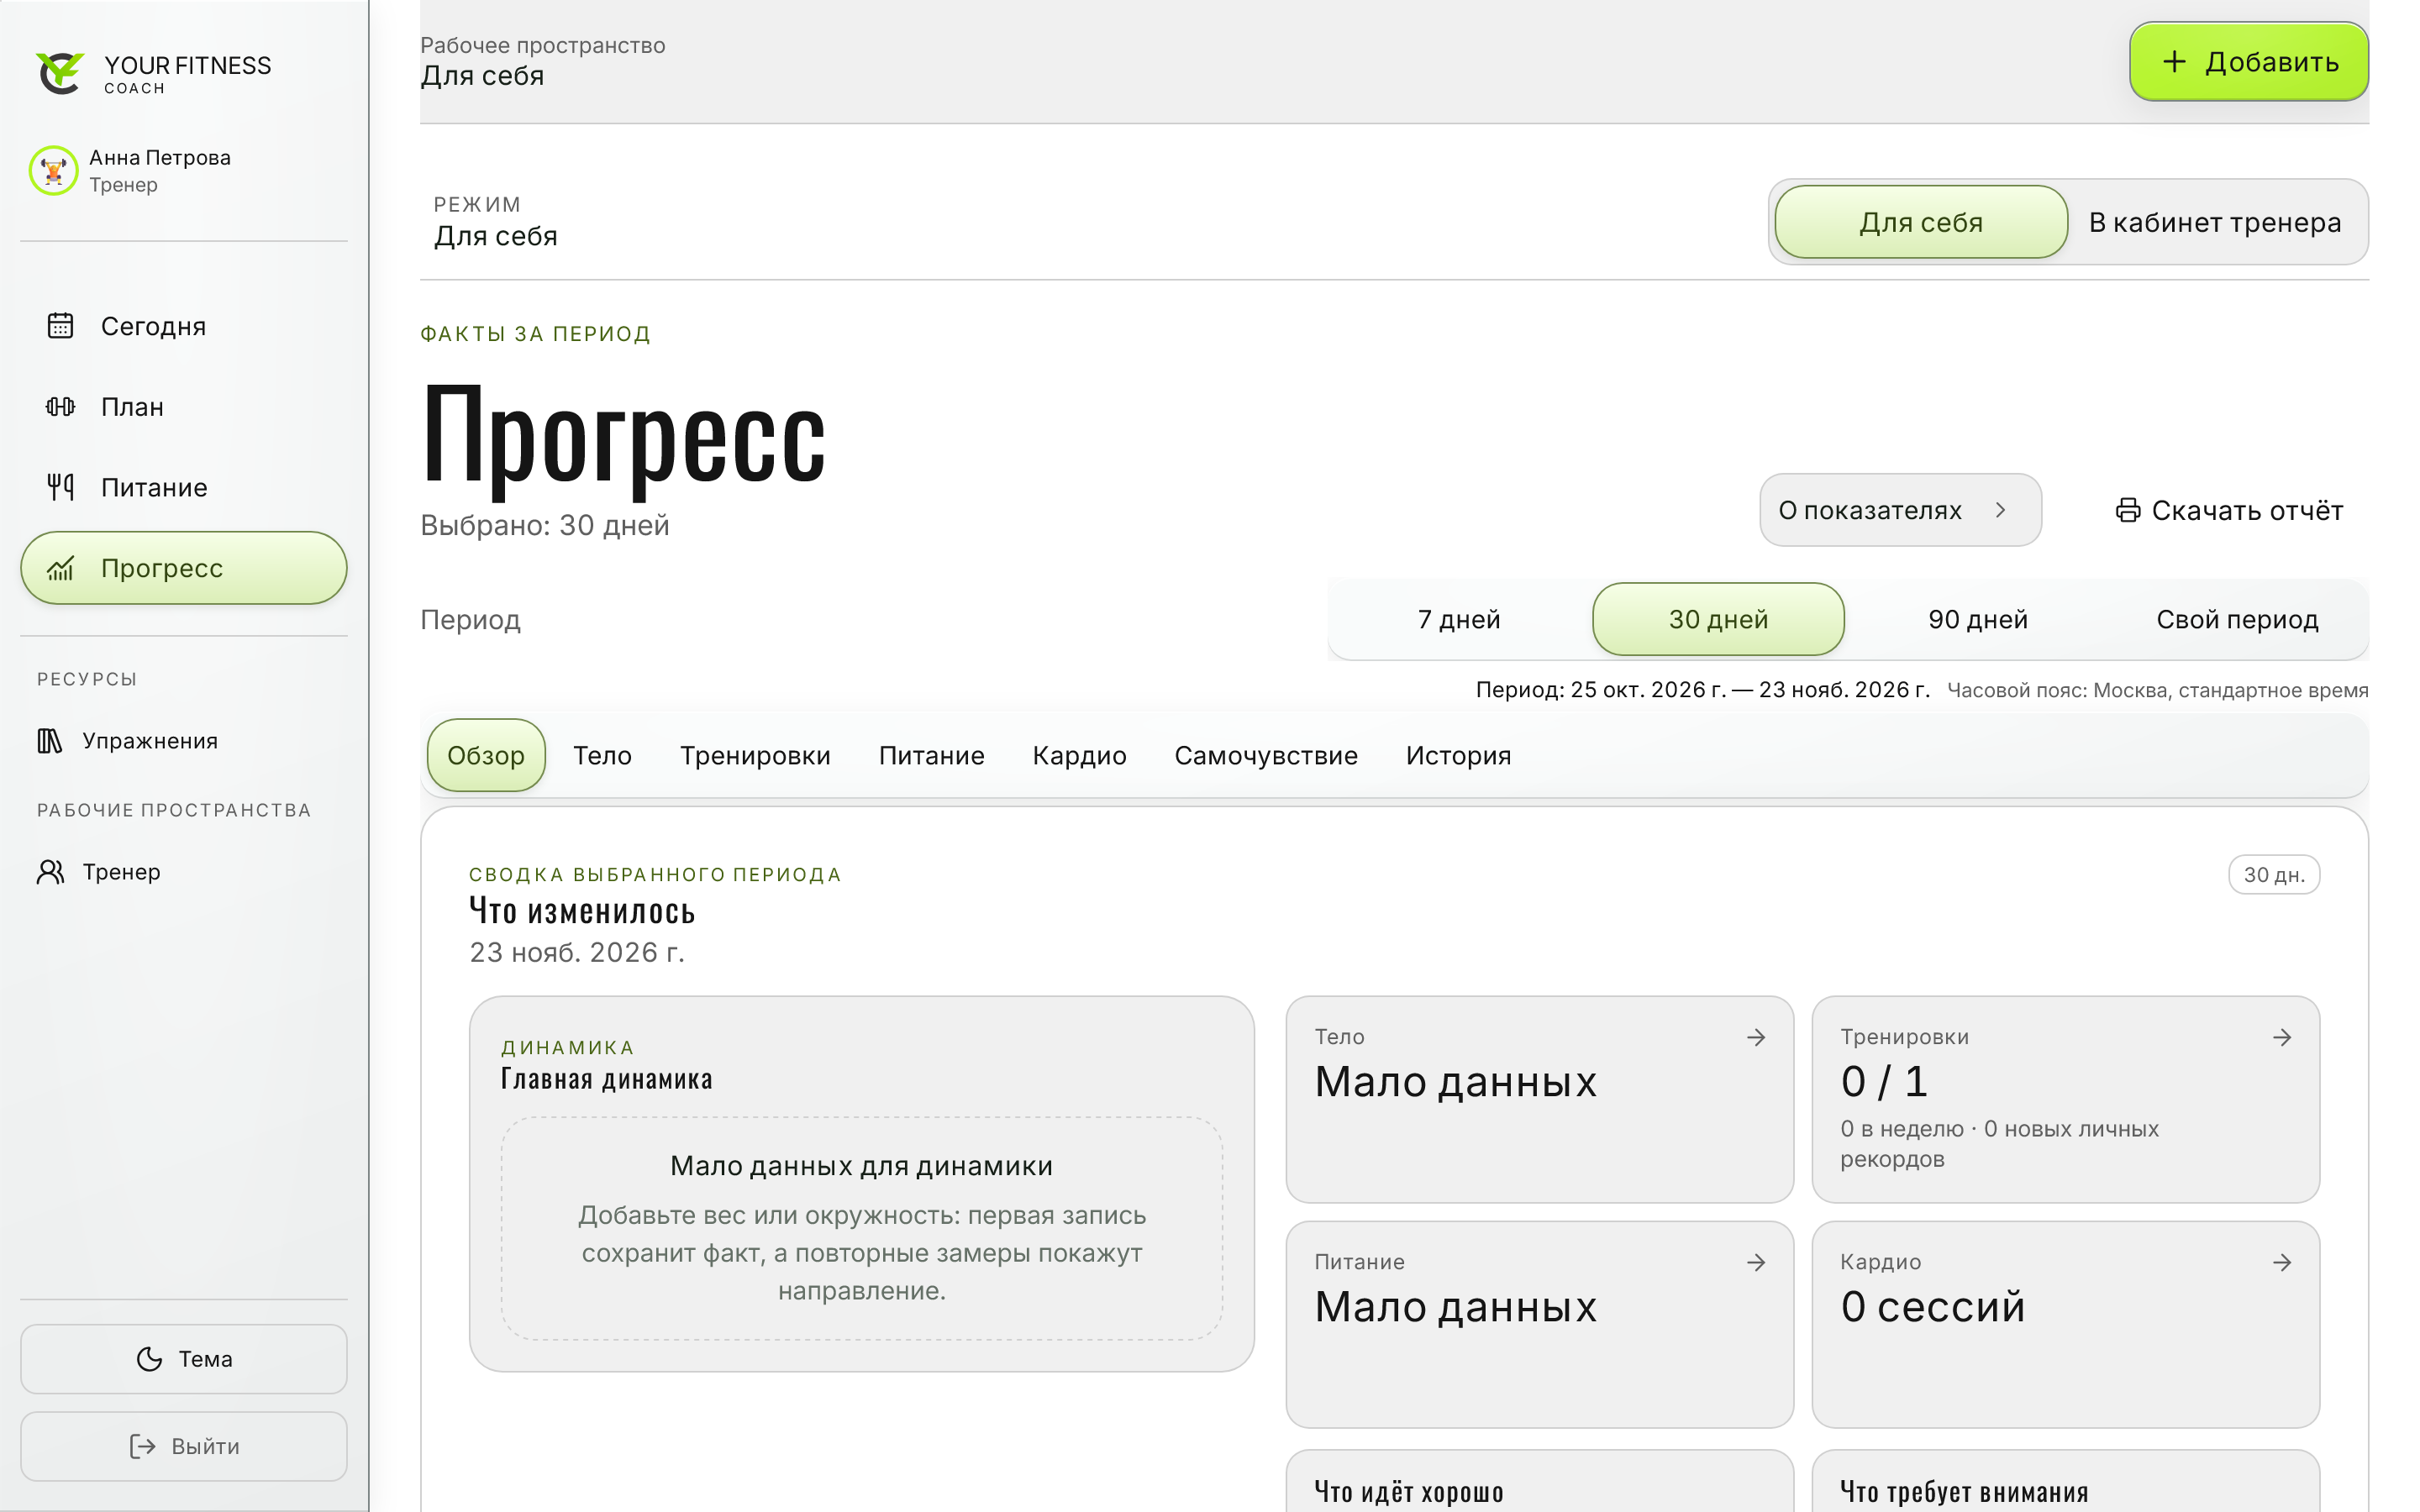 YOUR FITNESS
COACH
Анна Петрова
Тренер
Сегодня
План
Питание
Прогресс
РЕСУРСЫ
Упражнения
РАБОЧИЕ ПРОСТРАНСТВА
Тренер
Тема
Выйти
Рабочее пространство
Для себя
Добавить
РЕЖИМ
Для себя
Для себя
В кабинет тренера
ФАКТЫ ЗА ПЕРИОД
Прогресс
Выбрано: 30 дней
О показателях
Скачать отчёт
Период
7 дней
30 дней
90 дней
Свой период
Период: 25 окт. 2026 г. — 23 нояб. 2026 г.
Часовой пояс: Москва, стандартное время
Обзор
Тело
Тренировки
Питание
Кардио
Самочувствие
История
СВОДКА ВЫБРАННОГО ПЕРИОДА
Что изменилось
23 нояб. 2026 г.
30 дн.
ДИНАМИКА
Главная динамика
Мало данных для динамики
Добавьте вес или окружность: первая запись
сохранит факт, а повторные замеры покажут
направление.
Тело
Мало данных
Тренировки
0 / 1
0 в неделю · 0 новых личных
рекордов
Питание
Мало данных
Кардио
0 сессий
Что идёт хорошо
Что требует внимания